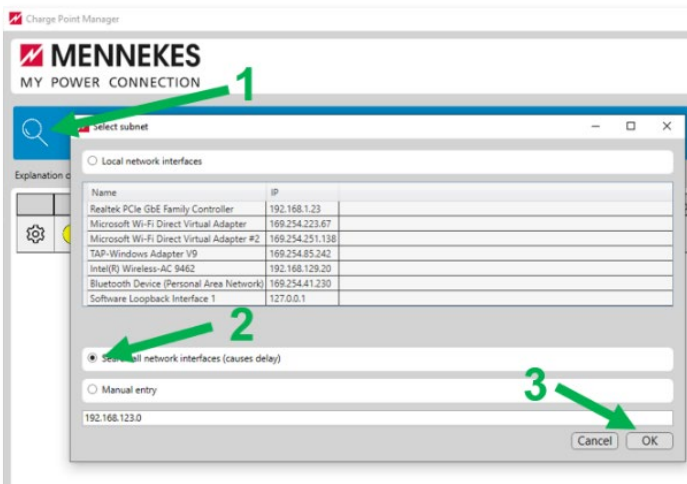 Charge Point Manager
MENNEKES
MY POWER CONNECTION
1
Select subnet
Local network interfaces
Explanation
Name IP
Realtek PCIe GbE Family Controller 192.168.1.23
Microsoft Wi-Fi Direct Virtual Adapter 169.254.223.67
Microsoft Wi-Fi Direct Virtual Adapter #2 169.254.251.138
TAP-Windows Adapter V9 169.254.85.242
Intel(R) Wireless-AC 9462 192.168.129.20
Bluetooth Device (Personal Area Network) 169.254.41.230
Software Loopback Interface 1 127.0.0.1
2
Search all network interfaces (causes delay)
Manual entry
3
192.168.123.0
Cancel OK